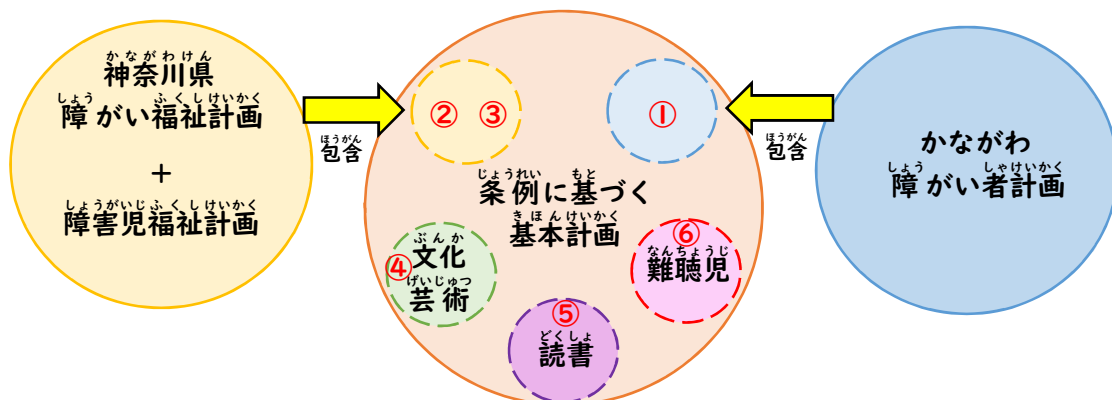 かながわけん
神奈川県
しょう ふくしけいかく
障がい福祉計画
+
しょうがいじふくしけいかく
障害児福祉計画
ほうがん
包含
② ③
①
じょうれい もと
条例に基づく
きほんけいかく
基本計画
④
ぶんか
文化
げいじゅつ
芸術
⑤
どくしょ
読書
⑥
なんちょうじ
難聴児
ほうがん
包含
かながわ
しょう しゃけいかく
障がい者計画